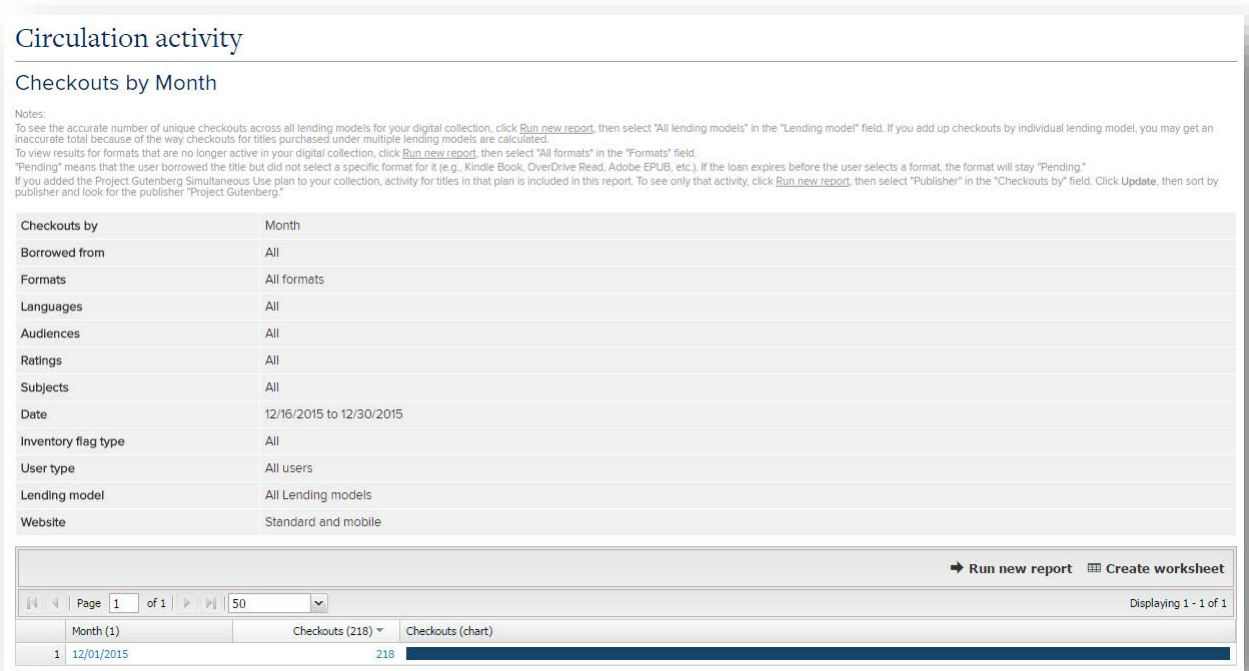 Circulation activity
Checkouts by Month
Notes:
To see the accurate number of unique checkouts across all lending models for your digital collection, click Run new report, then select "All lending models" in the "Lending model" field. If you add up checkouts by individual lending model, you may get an
inaccurate total because of the way checkouts for titles purchased under multiple lending models are calculated.
To view results for formats that are no longer active in your digital collection, click Run new report, then select "All formats" in the "Formats" field.
"Pending" means that the user borrowed the title but did not select a specific format for it (e.g., Kindle Book, OverDrive Read, Adobe EPUB, etc.). If the loan expires before the user selects a format, the format will stay "Pending."
If you added the Project Gutenberg Simultaneous Use plan to your collection, activity for titles in that plan is included in this report. To see only that activity, click Run new report, then select "Publisher" in the "Checkouts by" field. Click Update, then sort by
publisher and look for the publisher "Project Gutenberg."
Checkouts by Month
Borrowed from All
Formats All formats
Languages All
Audiences All
Ratings All
Subjects All
Date 12/16/2015 to 12/30/2015
Inventory flag type All
User type All users
Lending model All Lending models
Website Standard and mobile
Run new report Create worksheet
Page 1 of 1 50 Displaying 1 - 1 of 1
Month (1) Checkouts (218) Checkouts (chart)
1 12/01/2015 218